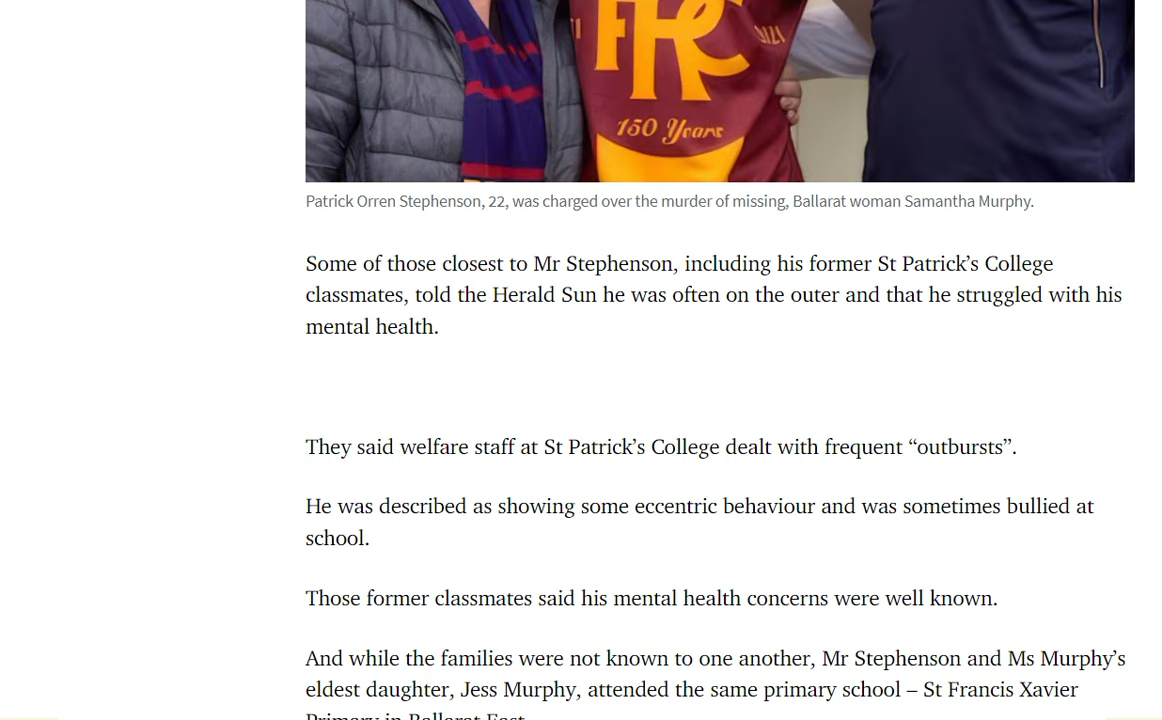 FR
150 Years
Patrick Orren Stephenson, 22, was charged over the murder of missing, Ballarat woman Samantha Murphy.
Some of those closest to Mr Stephenson, including his former St Patrick’s College
classmates, told the Herald Sun he was often on the outer and that he struggled with his
mental health.
They said welfare staff at St Patrick’s College dealt with frequent “outbursts”.
He was described as showing some eccentric behaviour and was sometimes bullied at
school.
Those former classmates said his mental health concerns were well known.
And while the families were not known to one another, Mr Stephenson and Ms Murphy’s
eldest daughter, Jess Murphy, attended the same primary school – St Francis Xavier
Primary in Ballarat East.